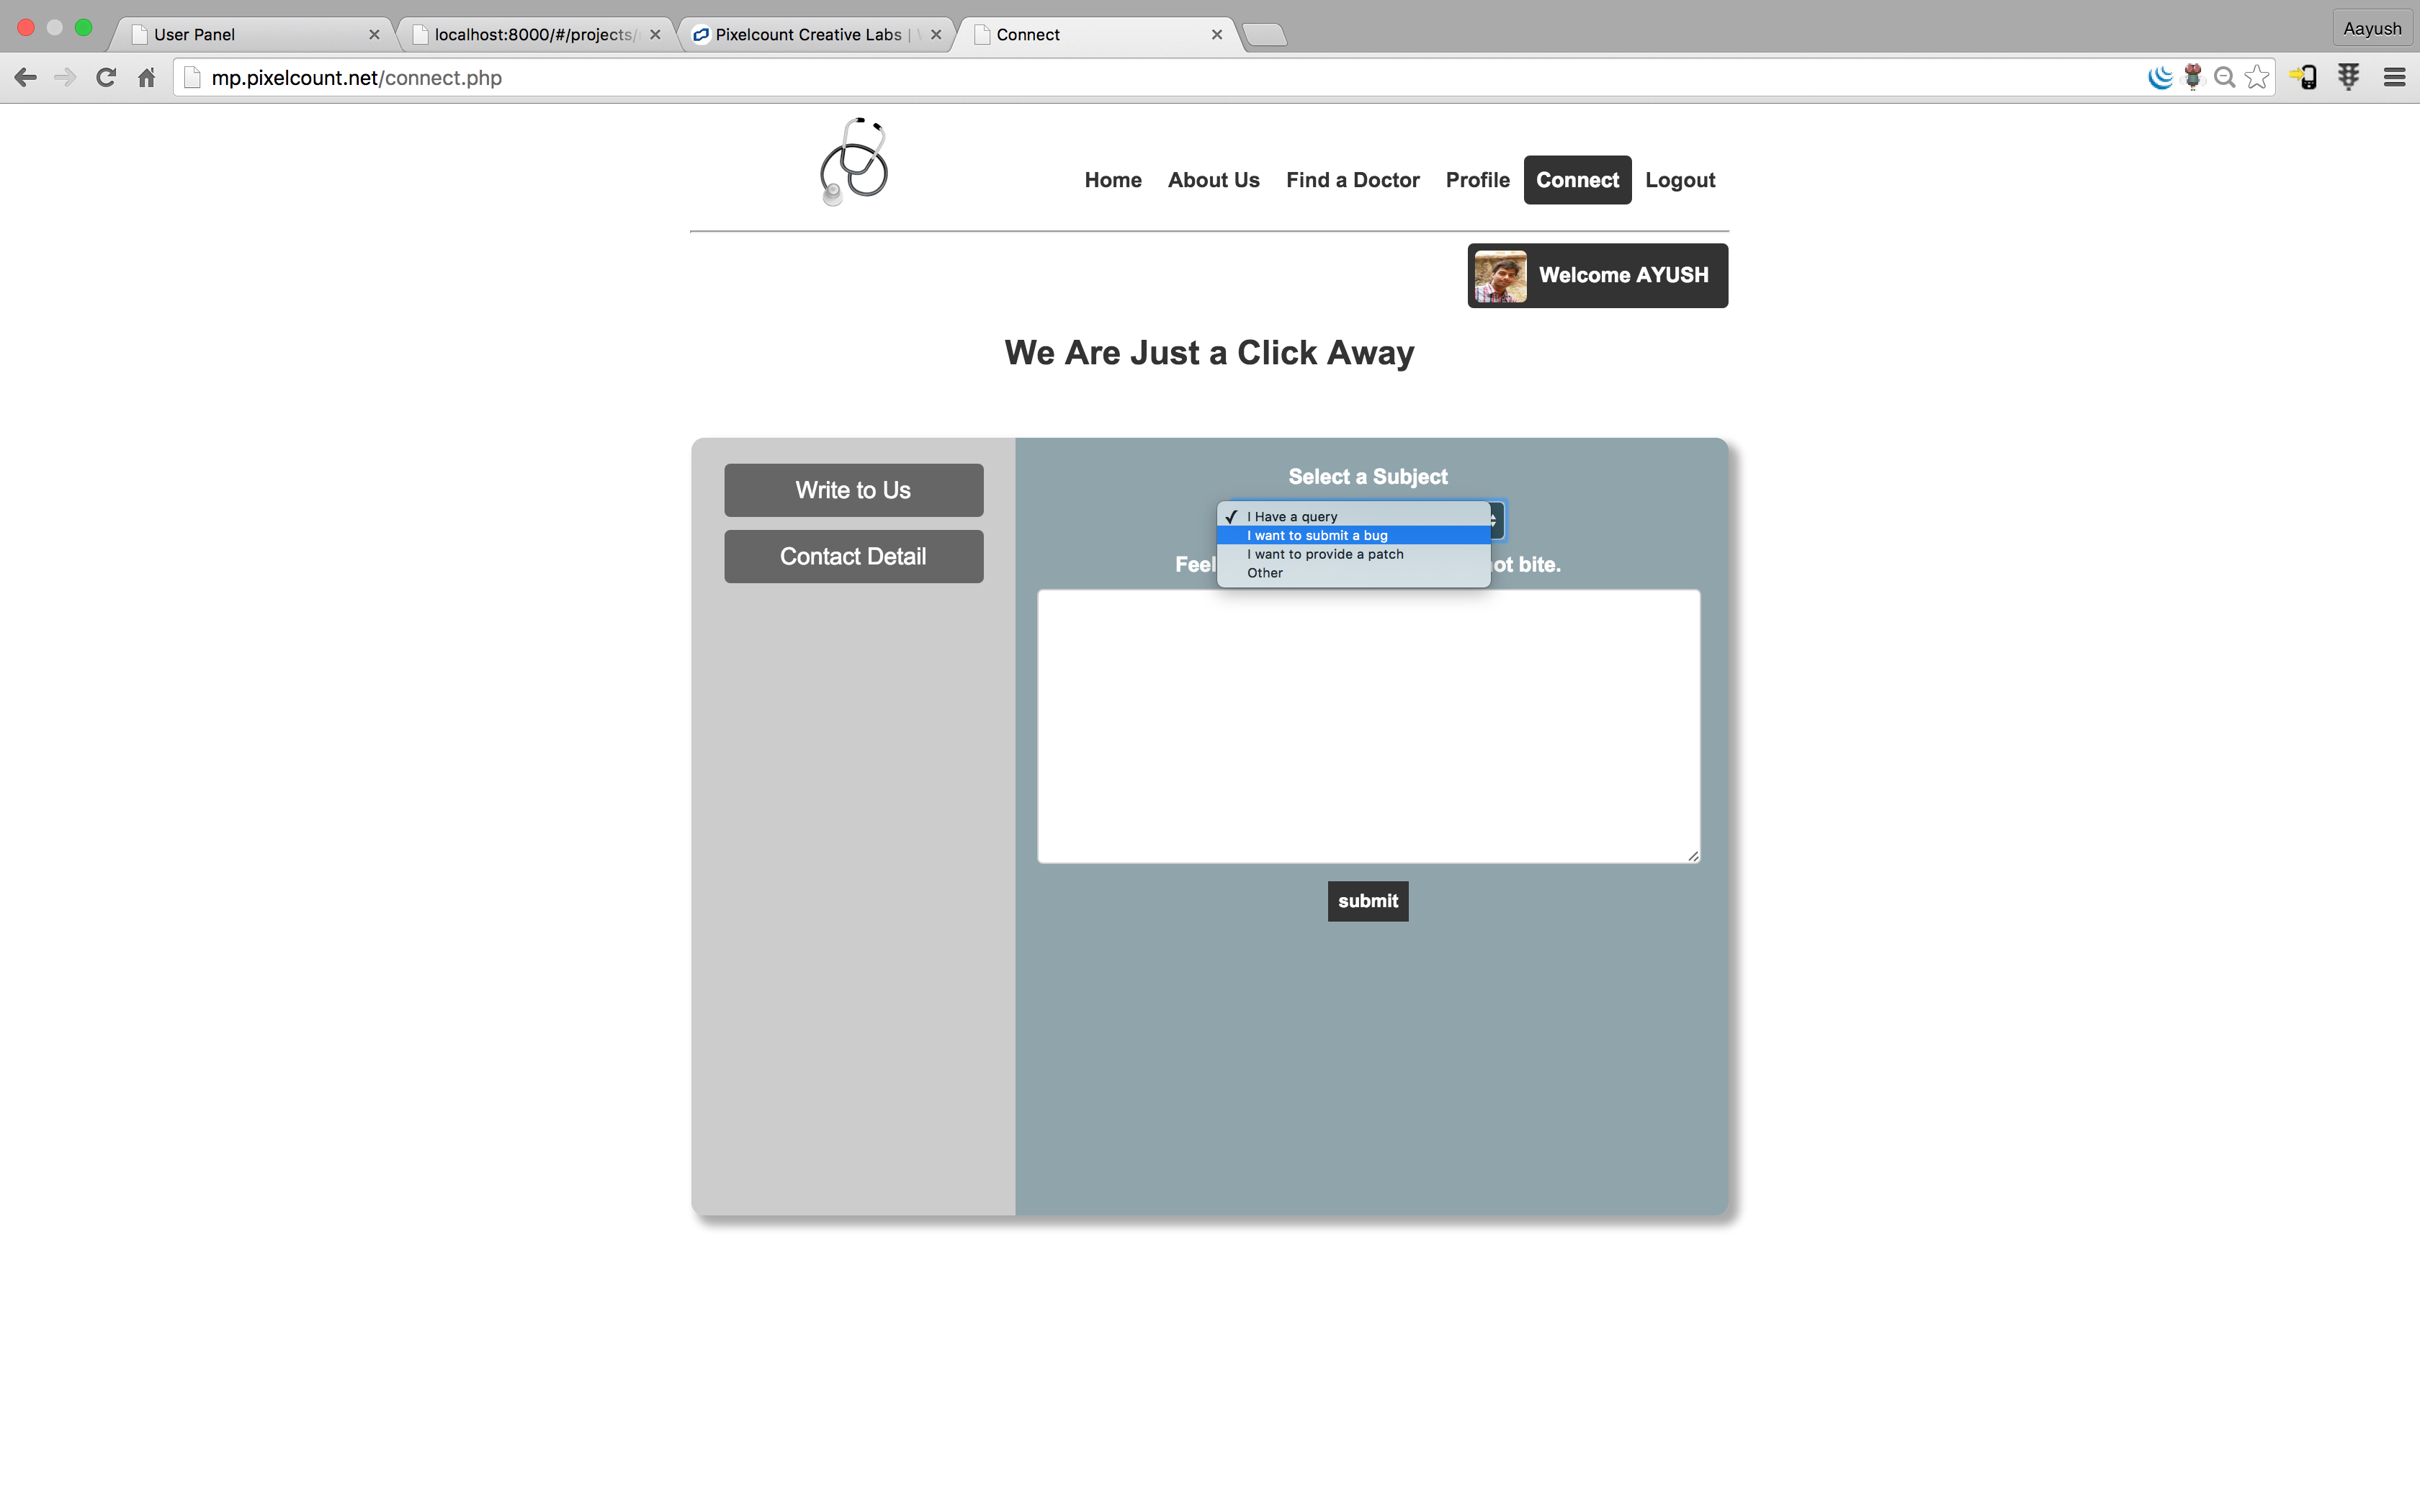 User Panel
localhost:8000/#/projects/
Pixelcount Creative Labs |
Connect
Aayush
mp.pixelcount.net/connect.php
Home About Us Find a Doctor Profile Connect Logout
Welcome AYUSH
We Are Just a Click Away
Write to Us
Contact Detail
Select a Subject
✓ I Have a query
I want to submit a bug
I want to provide a patch
Other
Feel ot bite.
submit